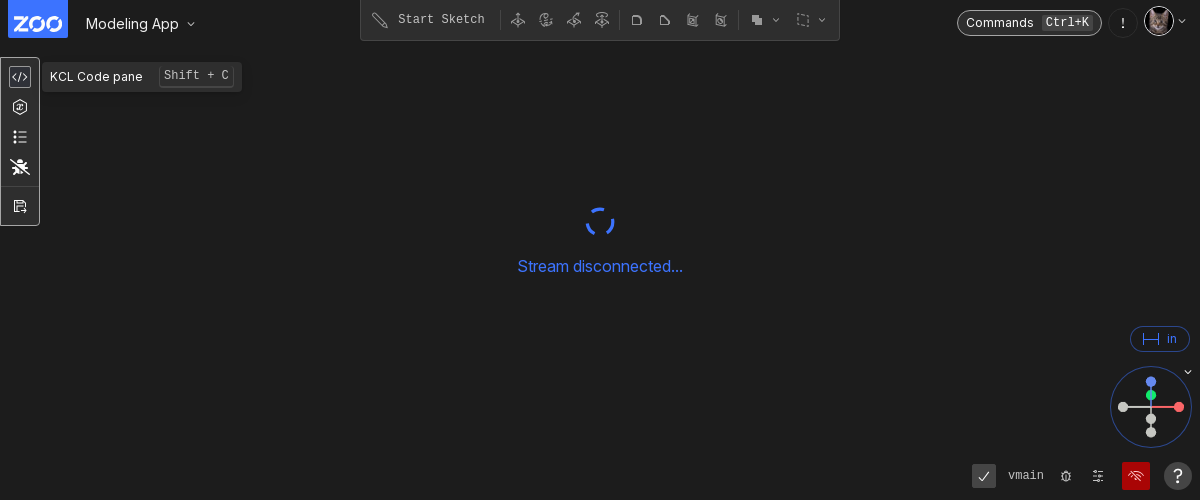 ZOO
Modeling App
Start Sketch
Commands Ctrl+K
!
KCL Code pane Shift + C
Stream disconnected...
in
vmain
?